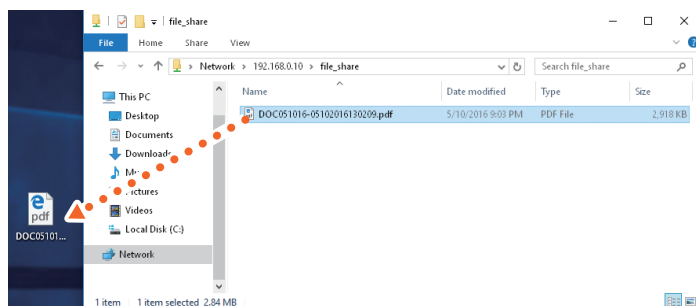 file_share
File Home Share View
Network > 192.168.0.10 > file_share Search file_share
Name Date modified Type Size
This PC
DOC051016-05102016130209.pdf 5/10/2016 9:03 PM PDF File 2,918 KB
Desktop
Documents
Downloads
Pictures
Videos
Local Disk (C:)
Network
pdf
DOC05101...
1 item 1 item selected 2.84 MB